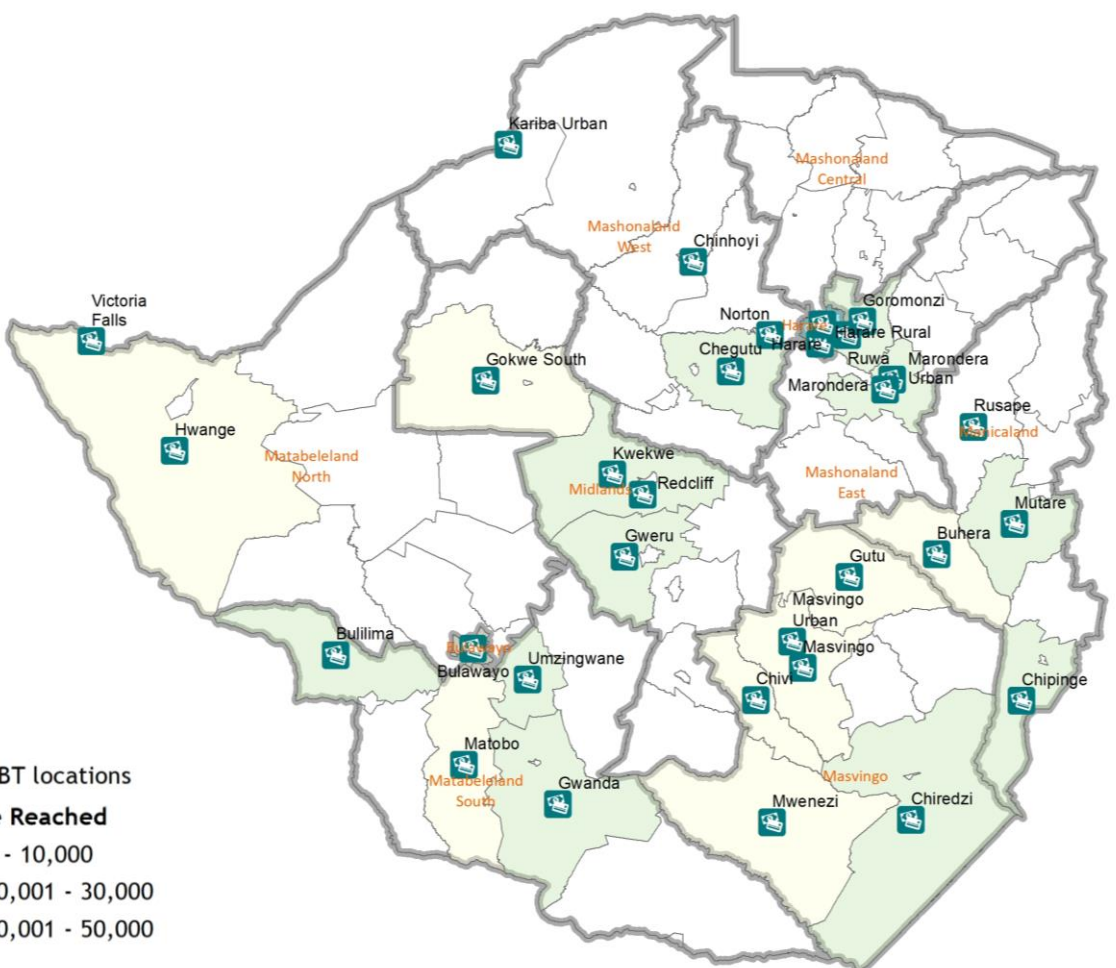 Kariba Urban
Mashonaland
Central
Mashonaland
West
Chinhoyi
Victoria
Falls
Goromonzi
Norton
Harare
Harare Rural
Harare
Chegutu
Ruwa
Marondera
Urban
Marondera
Gokwe South
Rusape
Manicaland
Hwange
Matabeleland
North
Kwekwe
Midlands
Redcliff
Mashonaland
East
Mutare
Gweru
Buhera
Gutu
Masvingo
Urban
Masvingo
Bulilima
Bulawayo
Bulawayo
Umzingwane
Chivi
Chipinge
Matobo
Matabeleland
South
Gwanda
Masvingo
Mwenezi
Chiredzi
BT locations
Reached
- 10,000
0,001 - 30,000
0,001 - 50,000